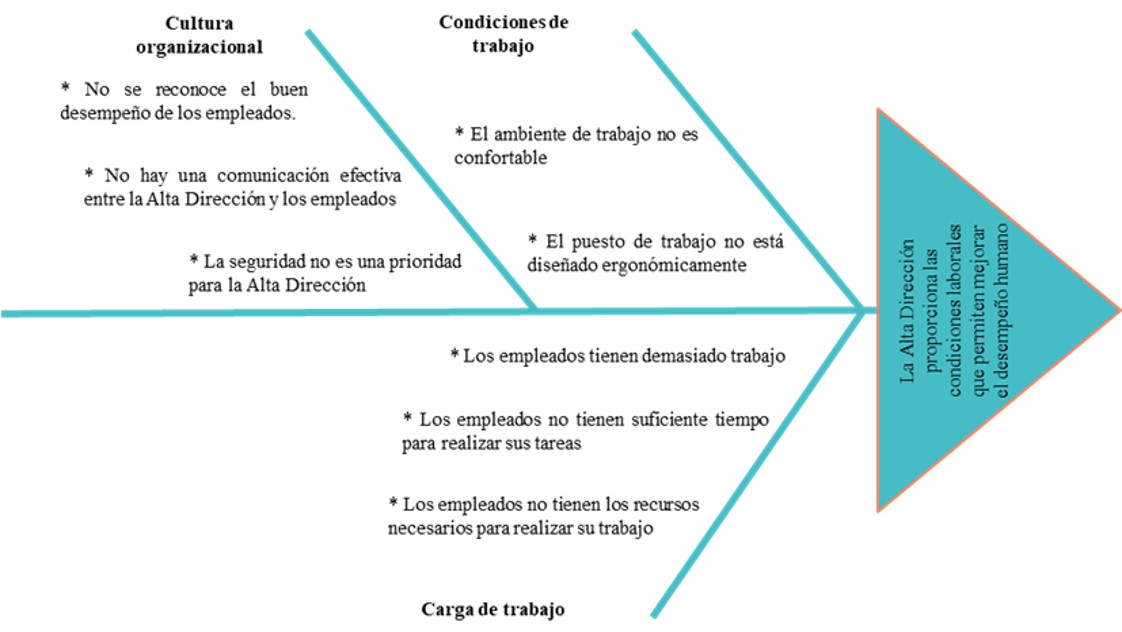 Cultura
organizacional
* No se reconoce el buen
desempeño de los empleados.
* No hay una comunicación efectiva
entre la Alta Dirección y los empleados
* La seguridad no es una prioridad
para la Alta Dirección
Condiciones de
trabajo
* El ambiente de trabajo no es
confortable
* El puesto de trabajo no está
diseñado ergonómicamente
* Los empleados tienen demasiado trabajo
* Los empleados no tienen suficiente tiempo
para realizar sus tareas
* Los empleados no tienen los recursos
necesarios para realizar su trabajo
Carga de trabajo
La Alta Dirección
proporciona las
condiciones laborales
que permiten mejorar
el desempeño humano